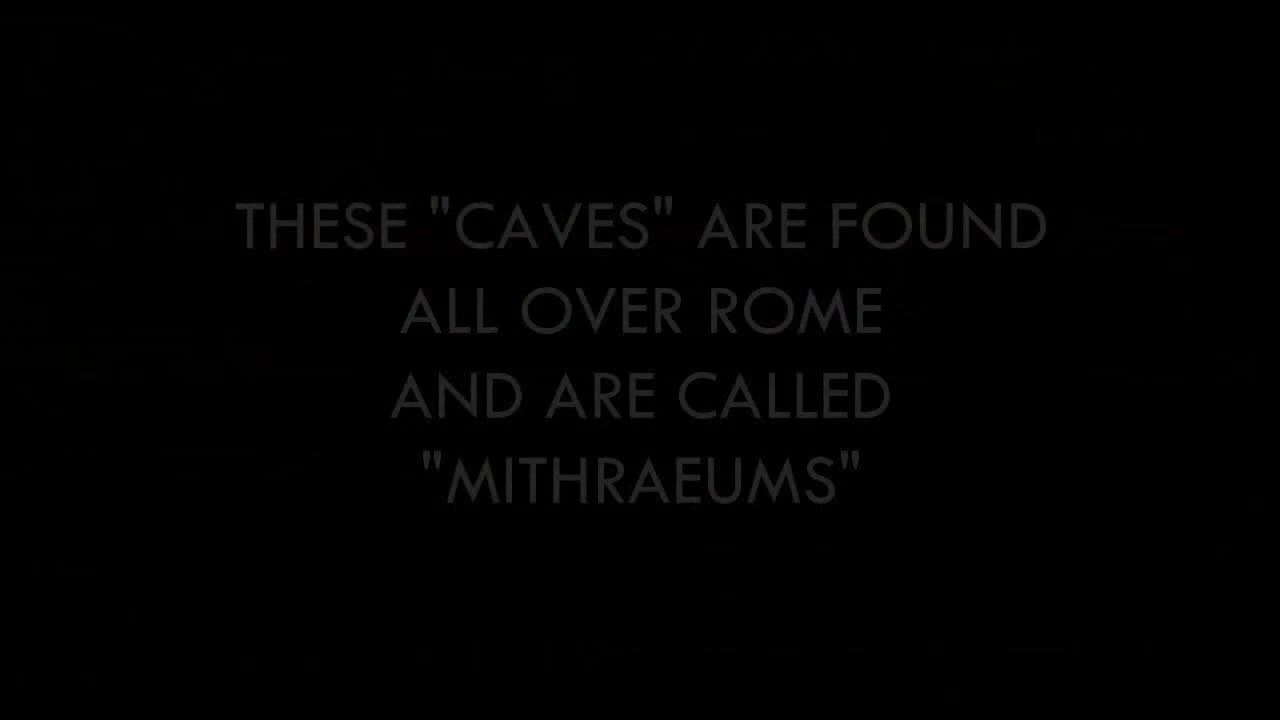 THESE "CAVES" ARE FOUND
ALL OVER ROME
AND ARE CALLED
"MITHRAEUMS"